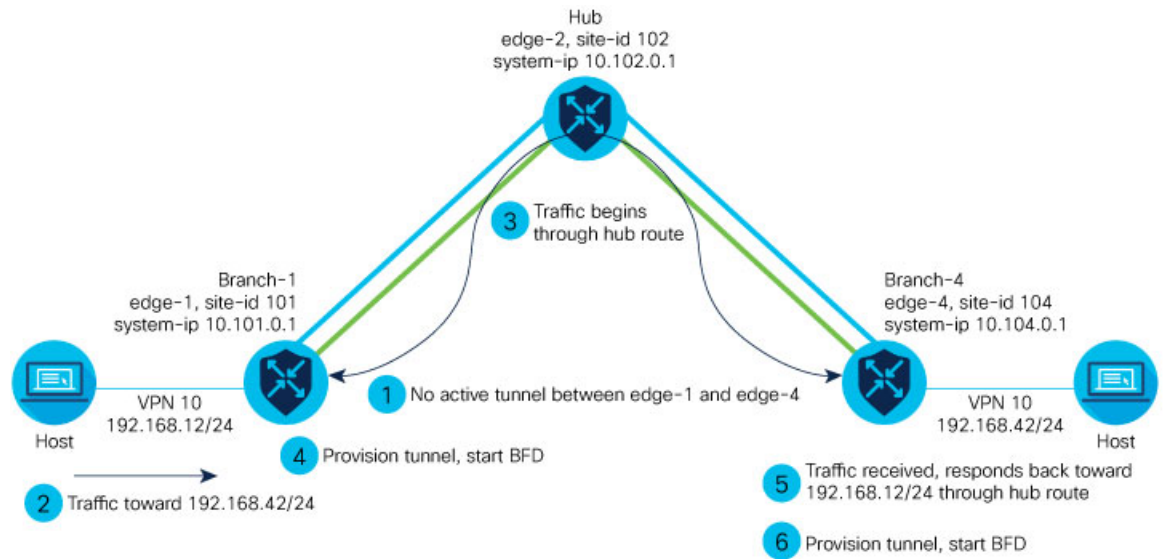 Hub
edge-2, site-id 102
system-ip 10.102.0.1
3
Traffic begins
through hub route
Branch-1
edge-1, site-id 101
system-ip 10.101.0.1
Branch-4
edge-4, site-id 104
system-ip 10.104.0.1
1
No active tunnel between edge-1 and edge-4
VPN 10
192.168.12/24
Host
VPN 10
192.168.42/24
Host
4
Provision tunnel, start BFD
2
Traffic toward 192.168.42/24
5
Traffic received, responds back toward
192.168.12/24 through hub route
6
Provision tunnel, start BFD